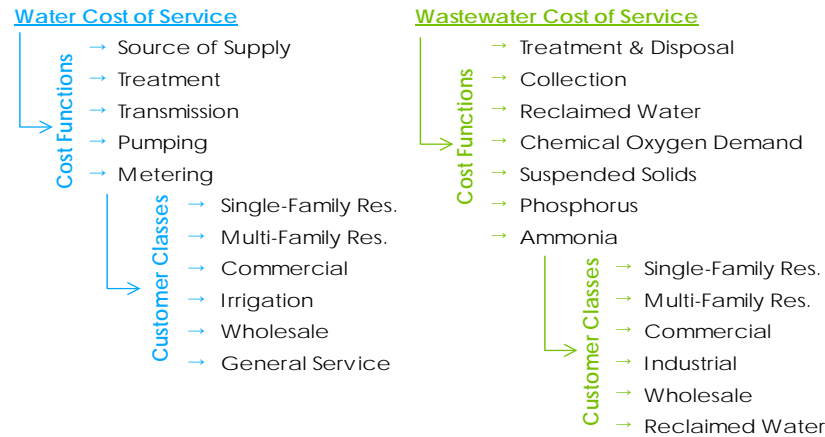 Water Cost of Service
Cost Functions
→ Source of Supply
→ Treatment
→ Transmission
→ Pumping
→ Metering
Customer Classes
→ Single-Family Res.
→ Multi-Family Res.
→ Commercial
→ Irrigation
→ Wholesale
→ General Service
Wastewater Cost of Service
Cost Functions
→ Treatment & Disposal
→ Collection
→ Reclaimed Water
→ Chemical Oxygen Demand
→ Suspended Solids
→ Phosphorus
→ Ammonia
Customer Classes
→ Single-Family Res.
→ Multi-Family Res.
→ Commercial
→ Industrial
→ Wholesale
→ Reclaimed Water